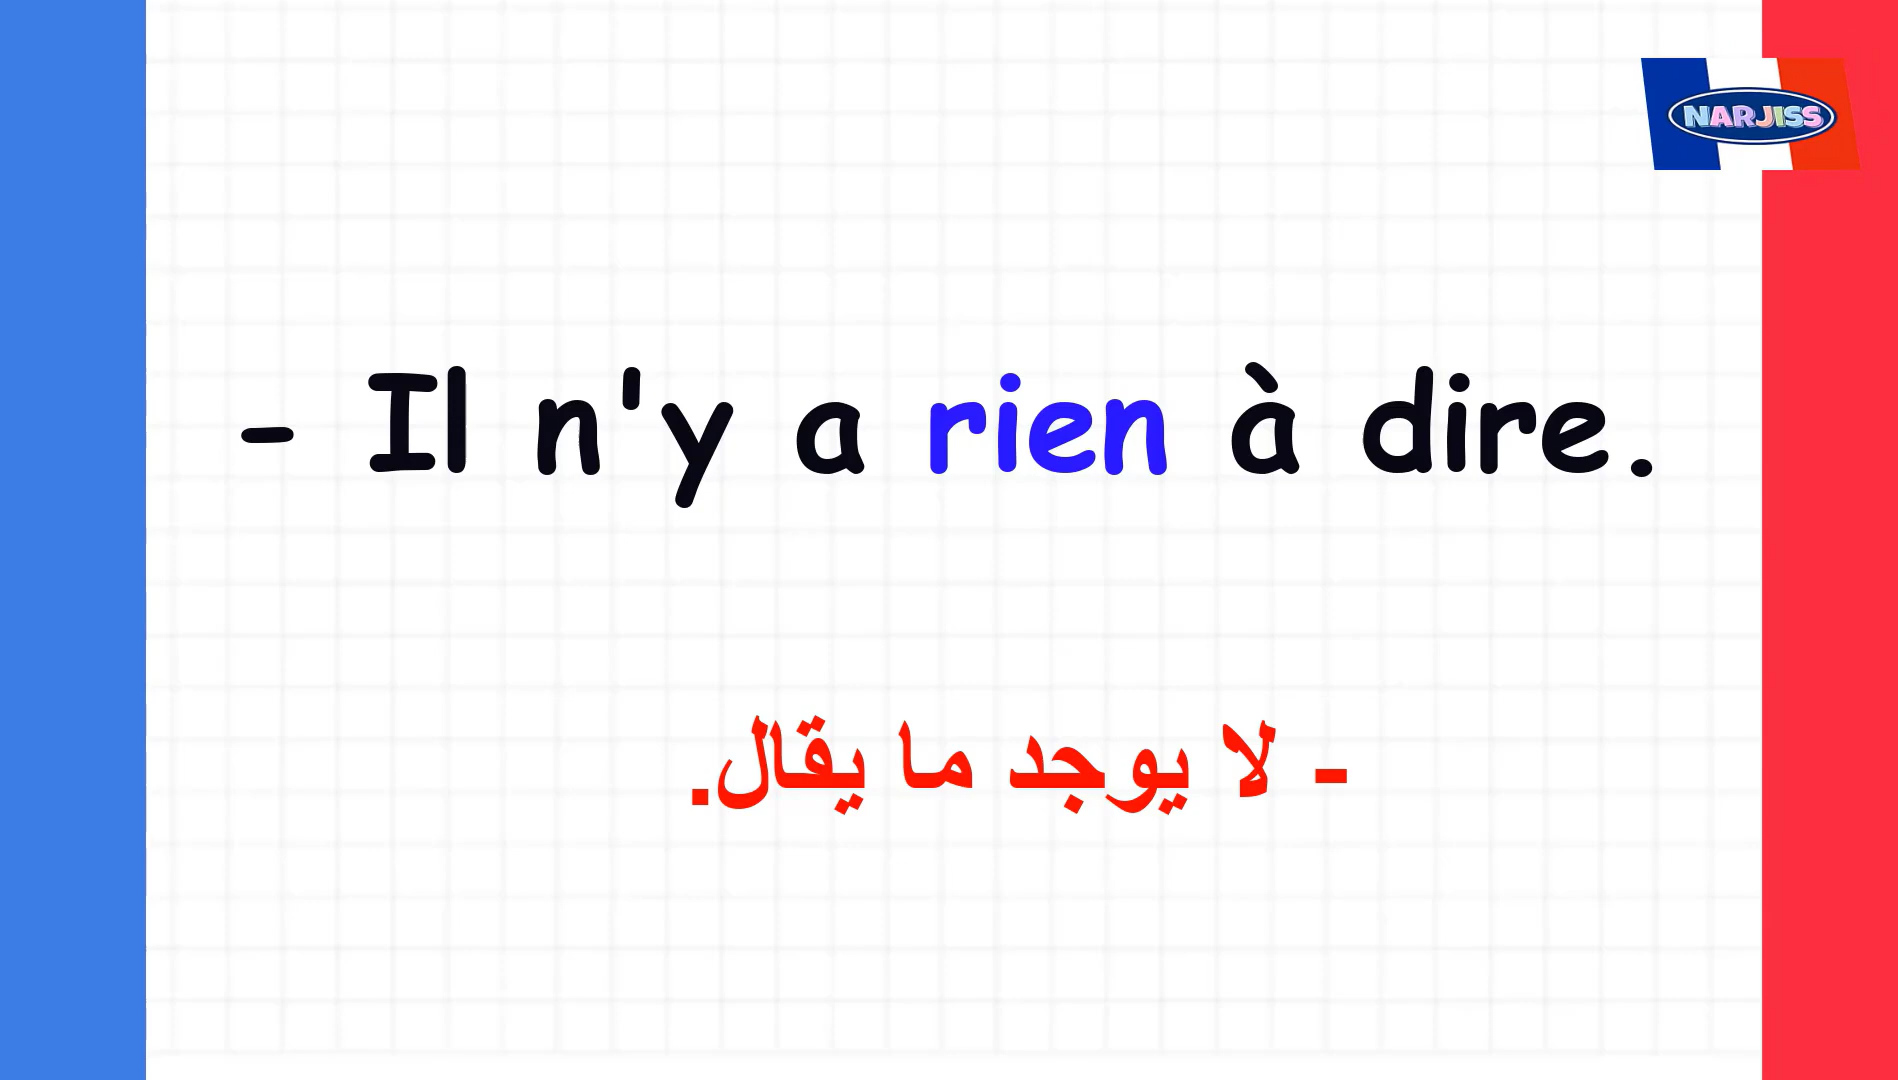 NARJISS
- Il n'y a rien à dire.
- لا يوجد ما يقال.